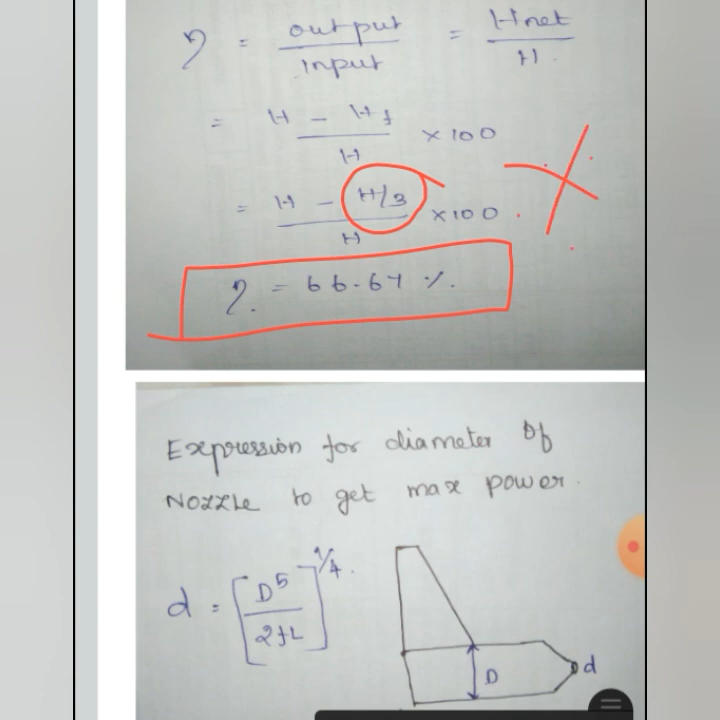 η = output/input = Hnet/H
= H - Hf/H × 100
= H - H/3/H × 100
η = 66.67 %.
Expression for diameter of
Nozzle to get max power.
d = [D⁵/2fL]^1/4.
D
d